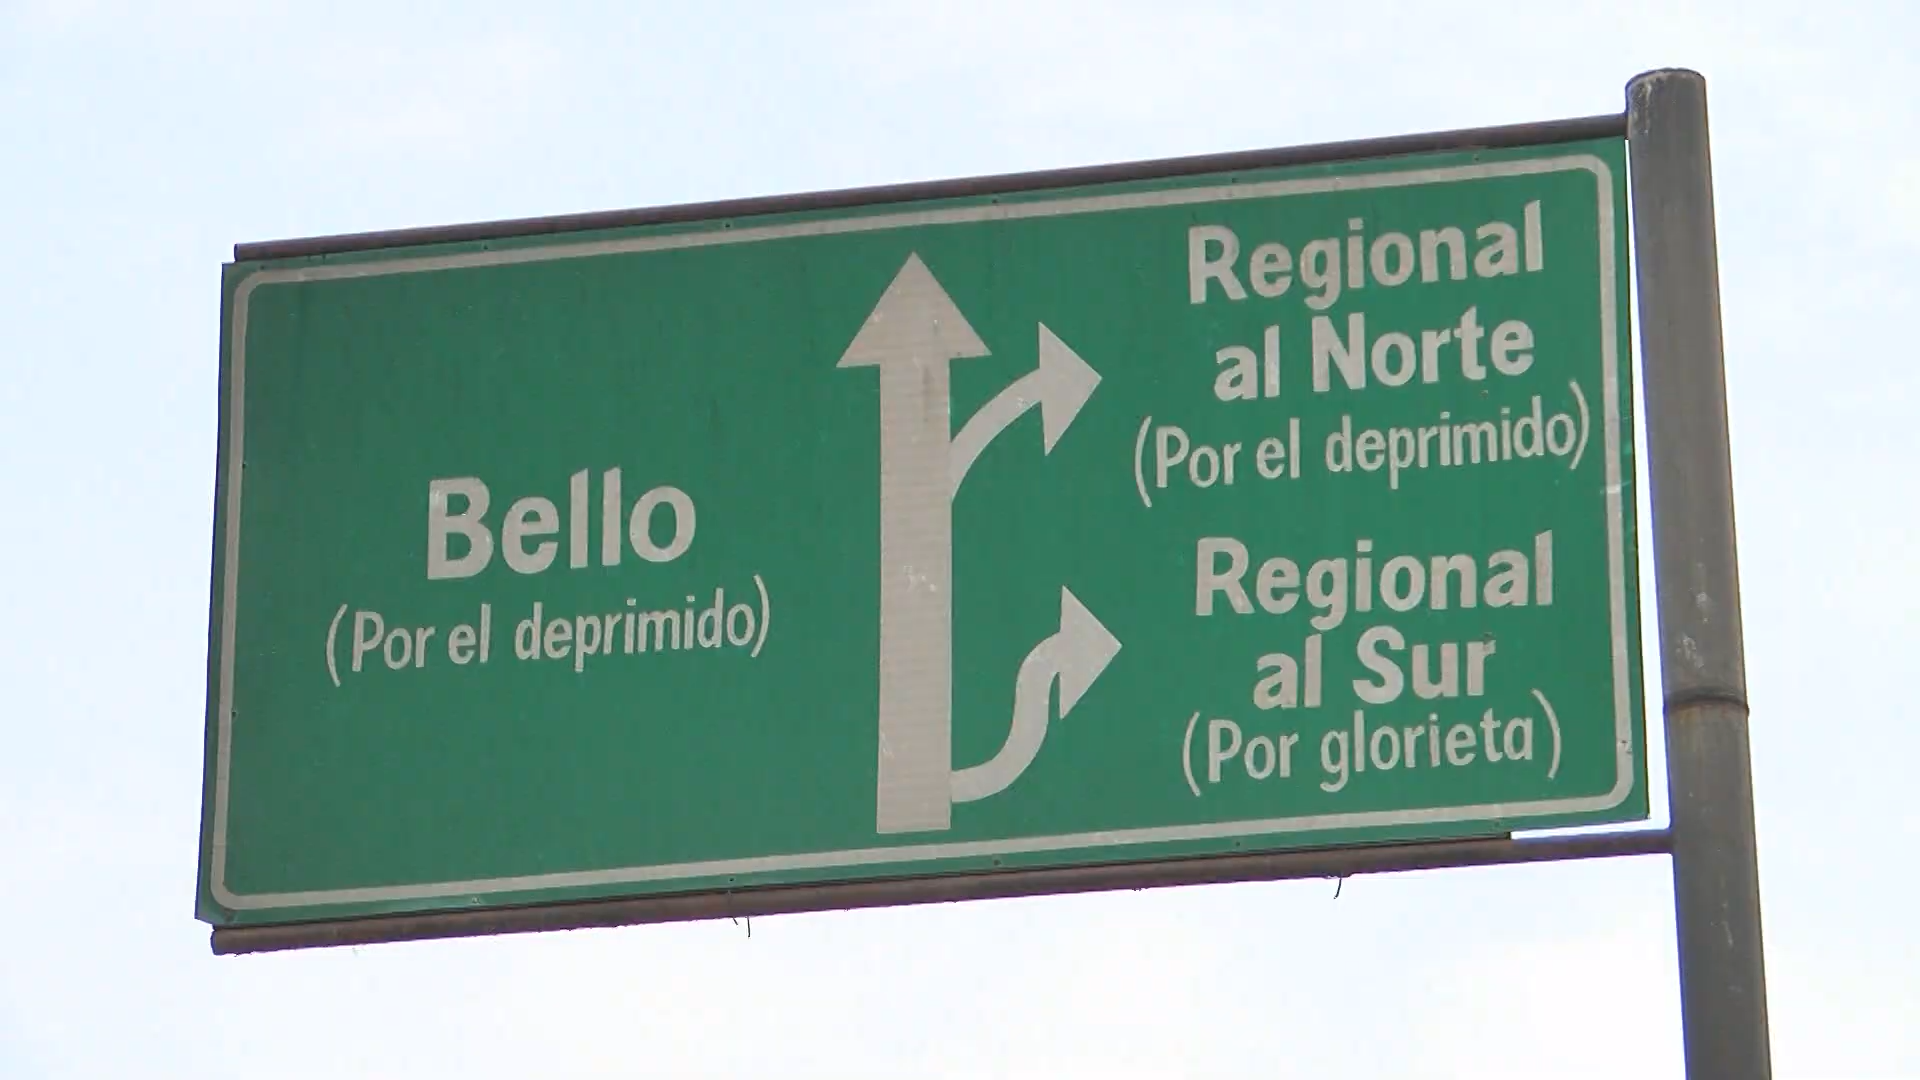 Bello
(Por el deprimido)
Regional
al Norte
(Por el deprimido)
Regional
al Sur
(Por glorieta)